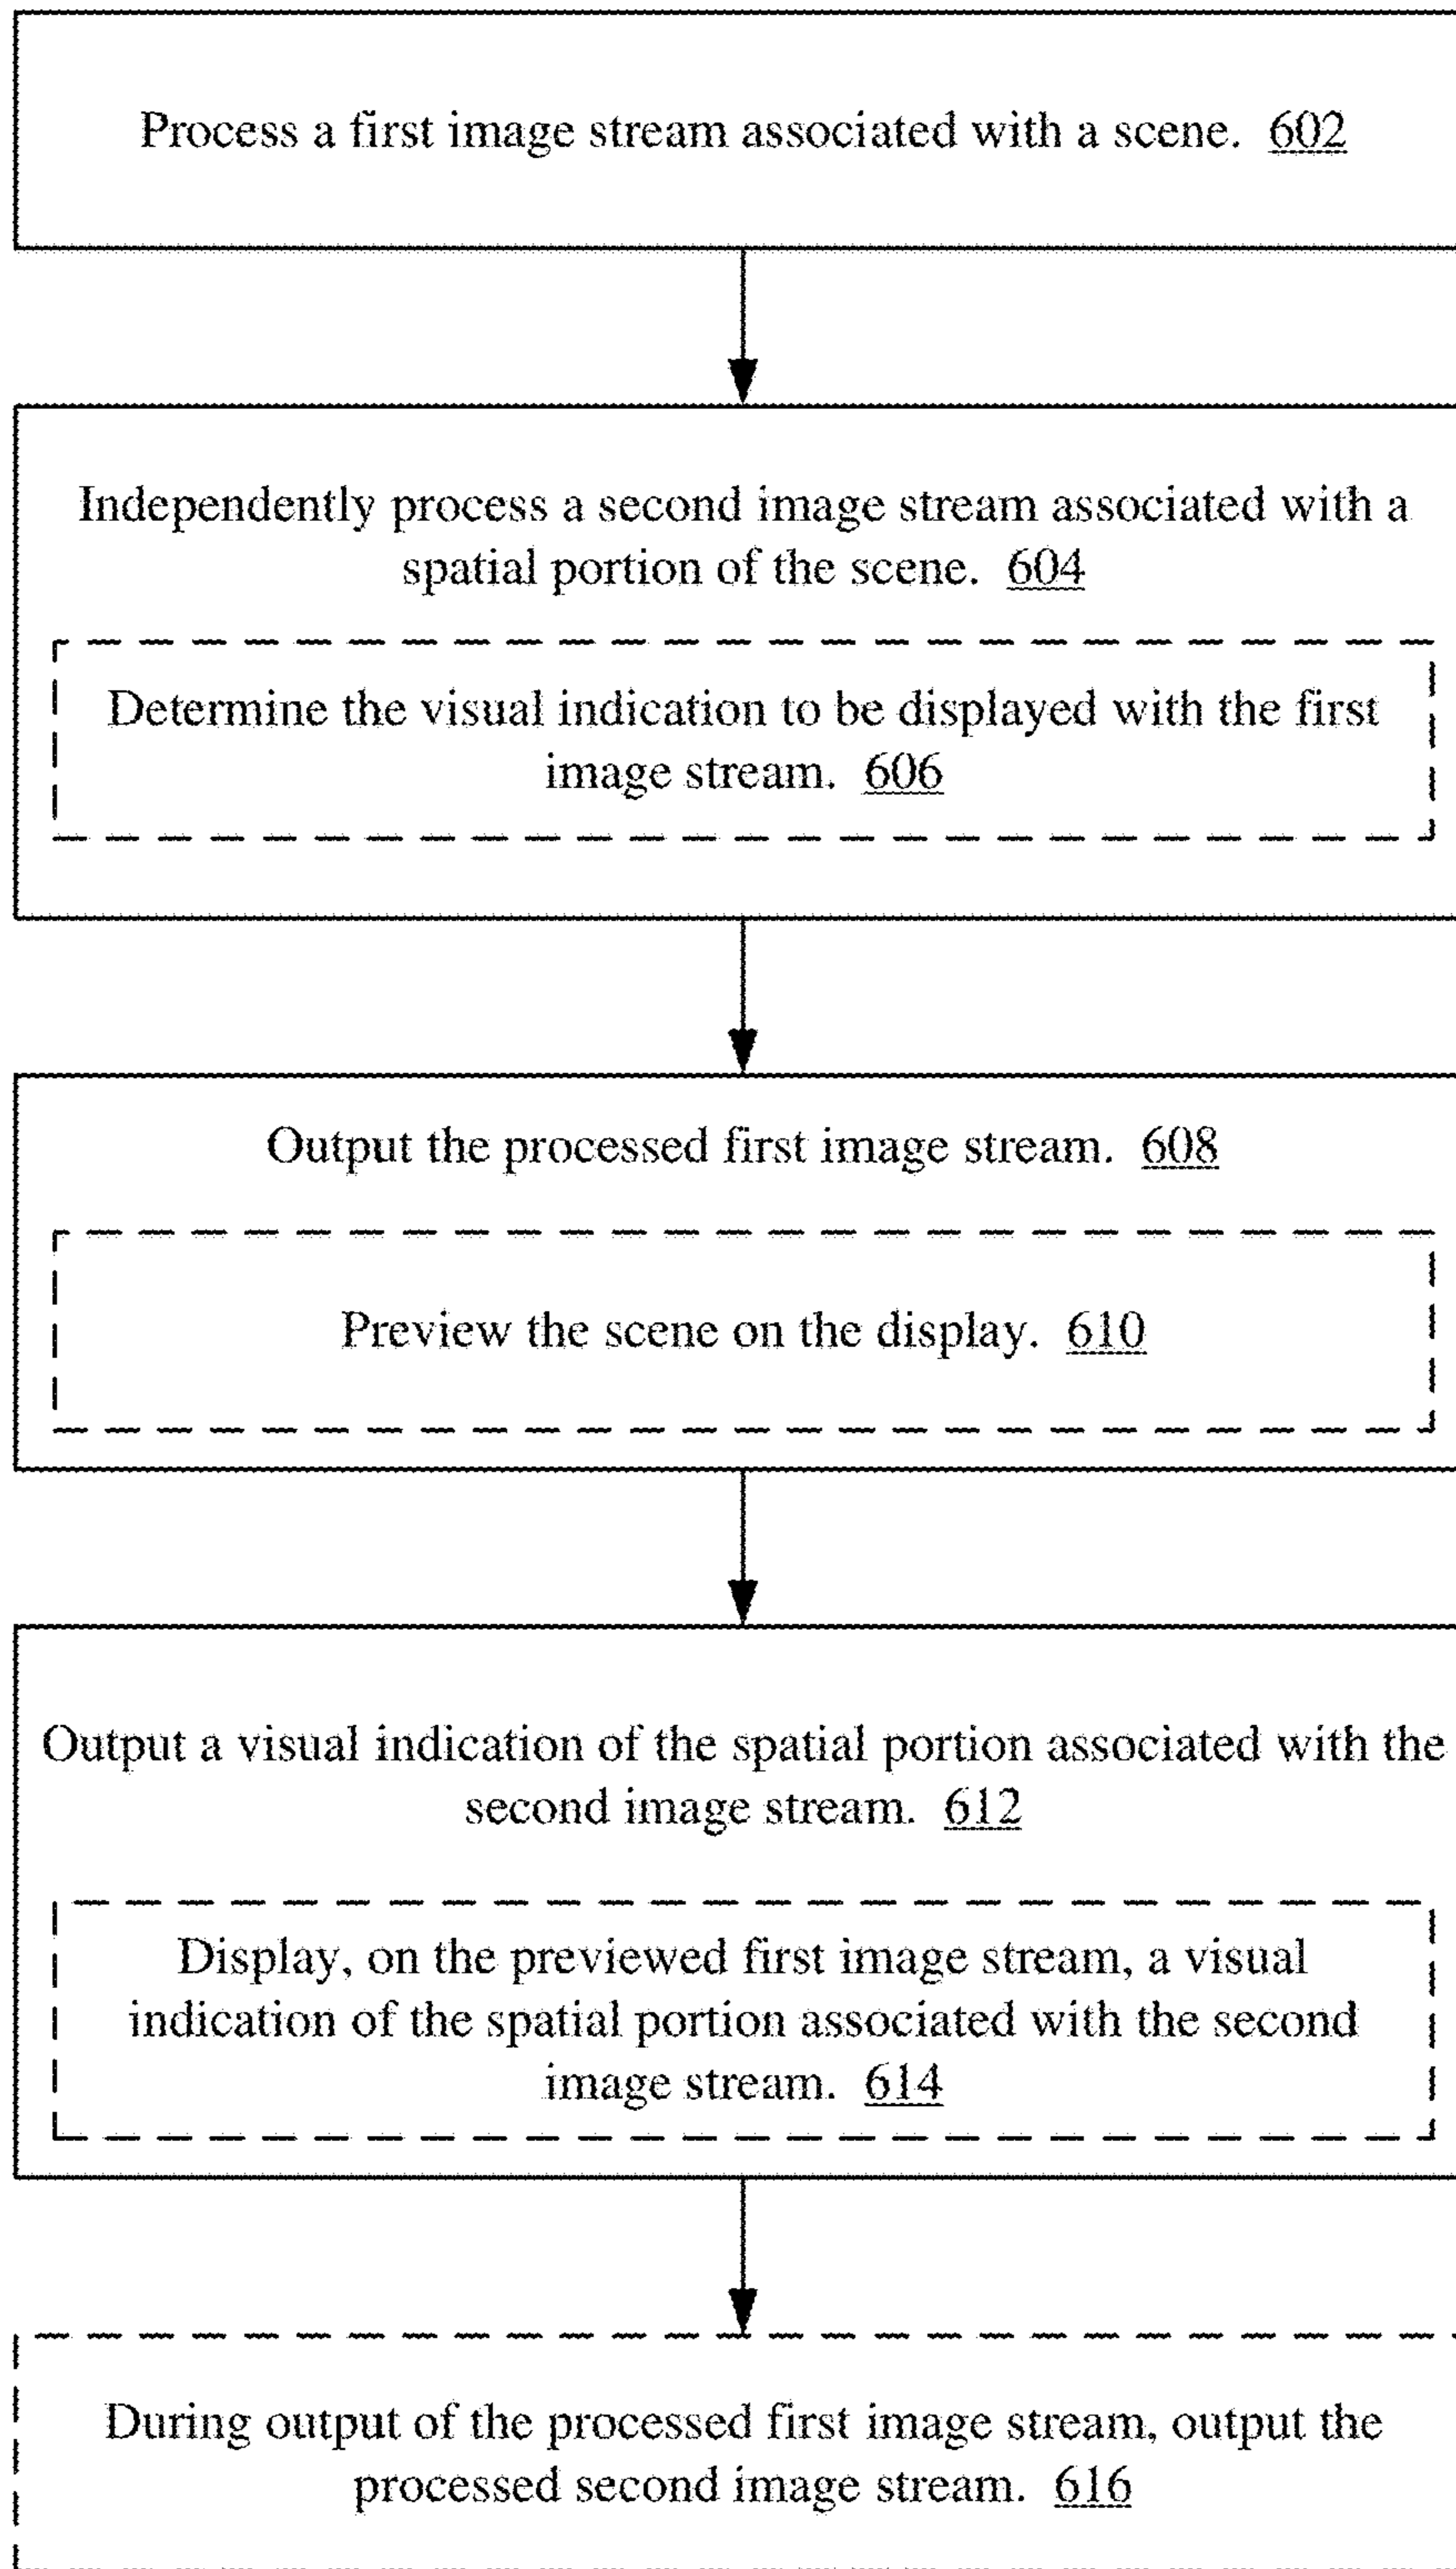 Process a first image stream associated with a scene. 602
Independently process a second image stream associated with a
spatial portion of the scene. 604
Determine the visual indication to be displayed with the first
image stream. 606
Output the processed first image stream. 608
Preview the scene on the display. 610
Output a visual indication of the spatial portion associated with the
second image stream. 612
Display, on the previewed first image stream, a visual
indication of the spatial portion associated with the second
image stream. 614
During output of the processed first image stream, output the
processed second image stream. 616